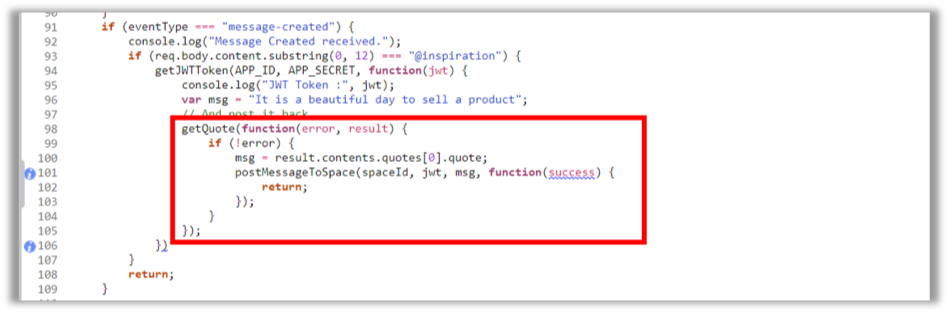 90 }
91 if (eventType === "message-created") {
92 console.log("Message Created received.");
93 if (req.body.content.substring(0, 12) === "@inspiration") {
94 getJWTToken(APP_ID, APP_SECRET, function(jwt) {
95 console.log("JWT Token :", jwt);
96 var msg = "It is a beautiful day to sell a product";
97 // And post it back
98 getQuote(function(error, result) {
99 if (!error) {
100 msg = result.contents.quotes[0].quote;
101 postMessageToSpace(spaceId, jwt, msg, function(success) {
102 return;
103 });
104 }
105 });
106 })
107 }
108 return;
109 }